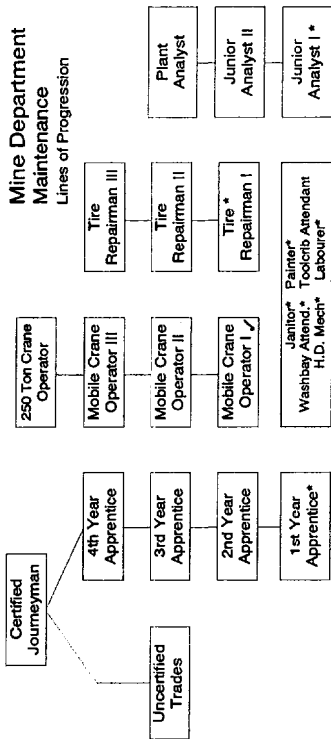 Mine Department
Maintenance
Lines of Progression
Certified
Journeyman
Uncertified
Trades
4th Year
Apprentice
3rd Year
Apprentice
2nd Year
Apprentice
1st Year
Apprentice*
250 Ton Crane
Operator
Mobile Crane
Operator III
Mobile Crane
Operator II
Mobile Crane
Operator I ✓
Tire
Repairman III
Tire
Repairman II
Tire *
Repairman I
Janitor* Painter*
Washbay Attend.* Toolcrib Attendant
H.D. Mech* Labourer*
Plant
Analyst
Junior
Analyst II
Junior
Analyst I *